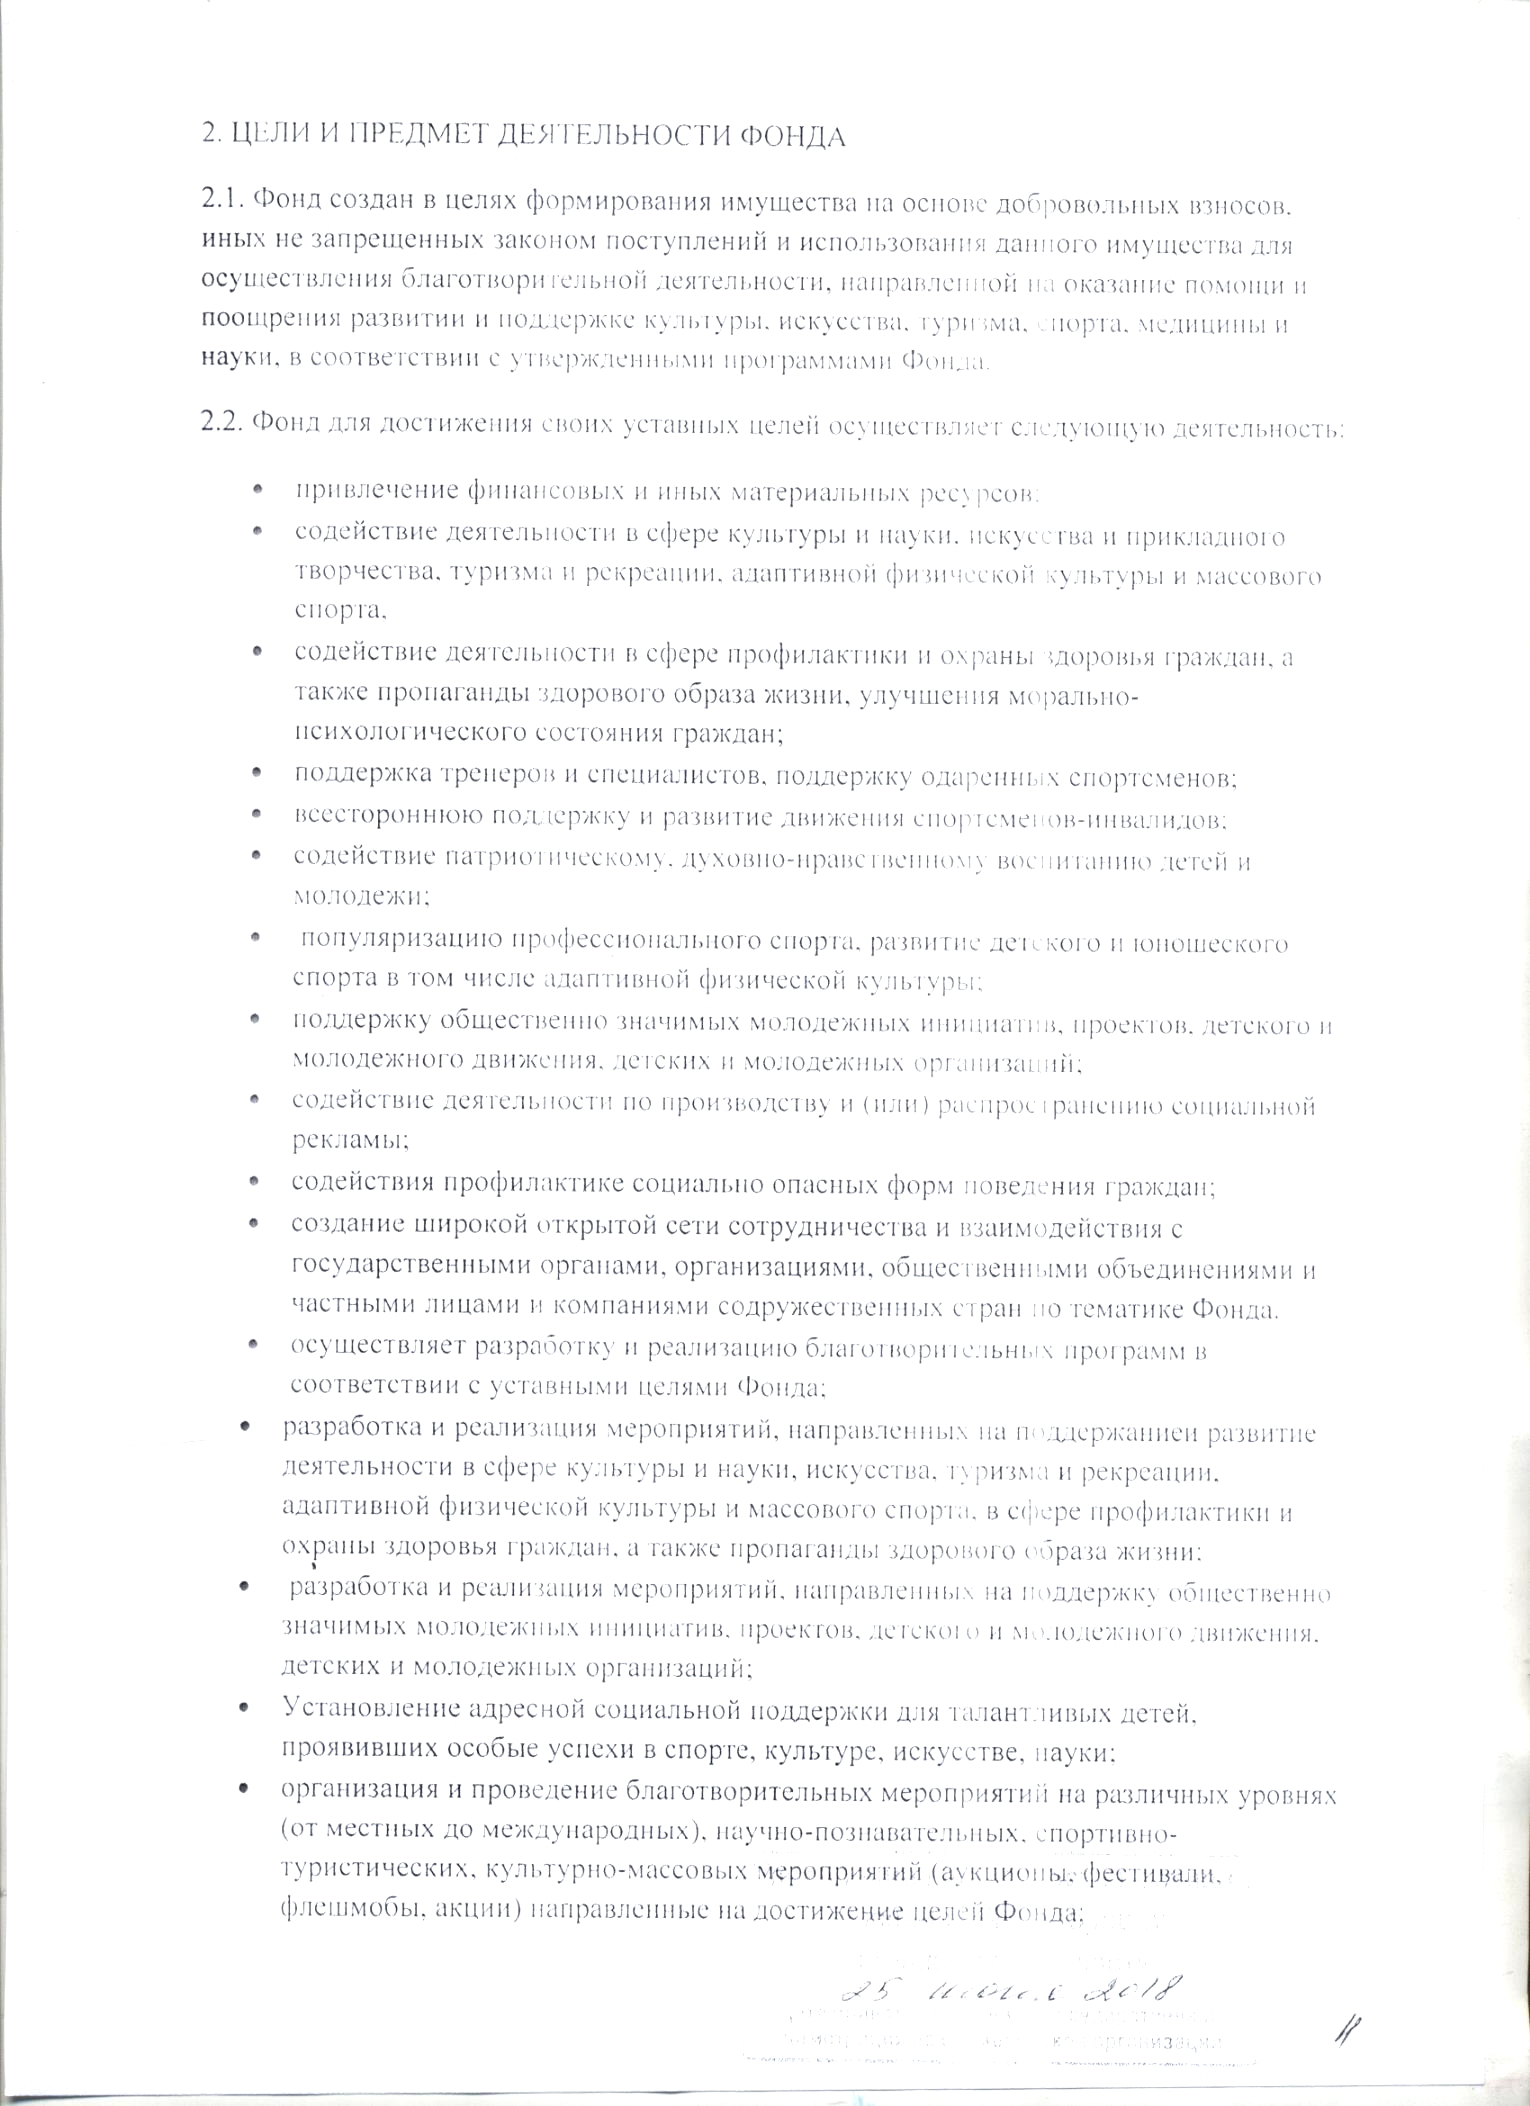 2. ЦЕЛИ И ПРЕДМЕТ ДЕЯТЕЛЬНОСТИ ФОНДА
2.1. Фонд создан в целях формирования имущества на основе добровольных взносов,
иных не запрещенных законом поступлений и использования данного имущества для
осуществления благотворительной деятельности, направленной на оказание помощи и
поощрения развитии и поддержке культуры, искусства, туризма, спорта, медицины и
науки, в соответствии с утвержденными программами Фонда.
2.2. Фонд для достижения своих уставных целей осуществляет следующую деятельность:
• привлечение финансовых и иных материальных ресурсов;
• содействие деятельности в сфере культуры и науки, искусства и прикладного
творчества, туризма и рекреации, адаптивной физической культуры и массового
спорта,
• содействие деятельности в сфере профилактики и охраны здоровья граждан, а
также пропаганды здорового образа жизни, улучшения морально-
психологического состояния граждан;
• поддержка тренеров и специалистов, поддержку одаренных спортсменов;
• всестороннюю поддержку и развитие движения спортсменов-инвалидов;
• содействие патриотическому, духовно-нравственному воспитанию детей и
молодежи;
• популяризацию профессионального спорта, развитие детского и юношеского
спорта в том числе адаптивной физической культуры;
• поддержку общественно значимых молодежных инициатив, проектов, детского и
молодежного движения, детских и молодежных организаций;
• содействие деятельности по производству и (или) распространению социальной
рекламы;
• содействия профилактике социально опасных форм поведения граждан;
• создание широкой открытой сети сотрудничества и взаимодействия с
государственными органами, организациями, общественными объединениями и
частными лицами и компаниями содружественных стран по тематике Фонда.
• осуществляет разработку и реализацию благотворительных программ в
соответствии с уставными целями Фонда;
• разработка и реализация мероприятий, направленных на поддержаниеи развитие
деятельности в сфере культуры и науки, искусства, туризма и рекреации,
адаптивной физической культуры и массового спорта, в сфере профилактики и
охраны здоровья граждан, а также пропаганды здорового образа жизни;
• разработка и реализация мероприятий, направленных на поддержку общественно
значимых молодежных инициатив, проектов, детского и молодежного движения,
детских и молодежных организаций;
• Установление адресной социальной поддержки для талантливых детей,
проявивших особые успехи в спорте, культуре, искусстве, науки;
• организация и проведение благотворительных мероприятий на различных уровнях
(от местных до международных), научно-познавательных, спортивно-
туристических, культурно-массовых мероприятий (аукционы, фестивали,
флешмобы, акции) направленные на достижение целей Фонда;
25 2018
организации